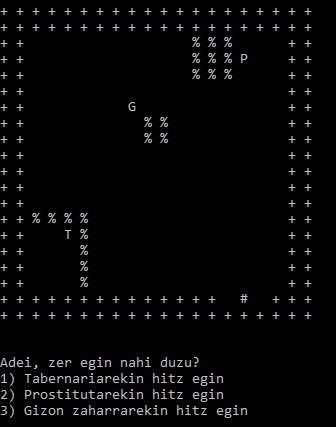 + + + + + + + + + + + + + + + + + + + +
+ + + + + + + + + + + + + + + + + + + +
+ +                     % % %       + +
+ +                     % % % P     + +
+ +                     % % %       + +
+ +                                 + +
+ +             G                   + +
+ +               % %               + +
+ +               % %               + +
+ +                                 + +
+ +                                 + +
+ +                                 + +
+ +                                 + +
+ + % % % %                         + +
+ +     T %                         + +
+ +       %                         + +
+ +       %                         + +
+ +       %                         + +
+ + + + + + + + + + + + + +   #   + + +
+ + + + + + + + + + + + + + + + + + + +
Adei, zer egin nahi duzu?
1) Tabernariarekin hitz egin
2) Prostitutarekin hitz egin
3) Gizon zaharrarekin hitz egin